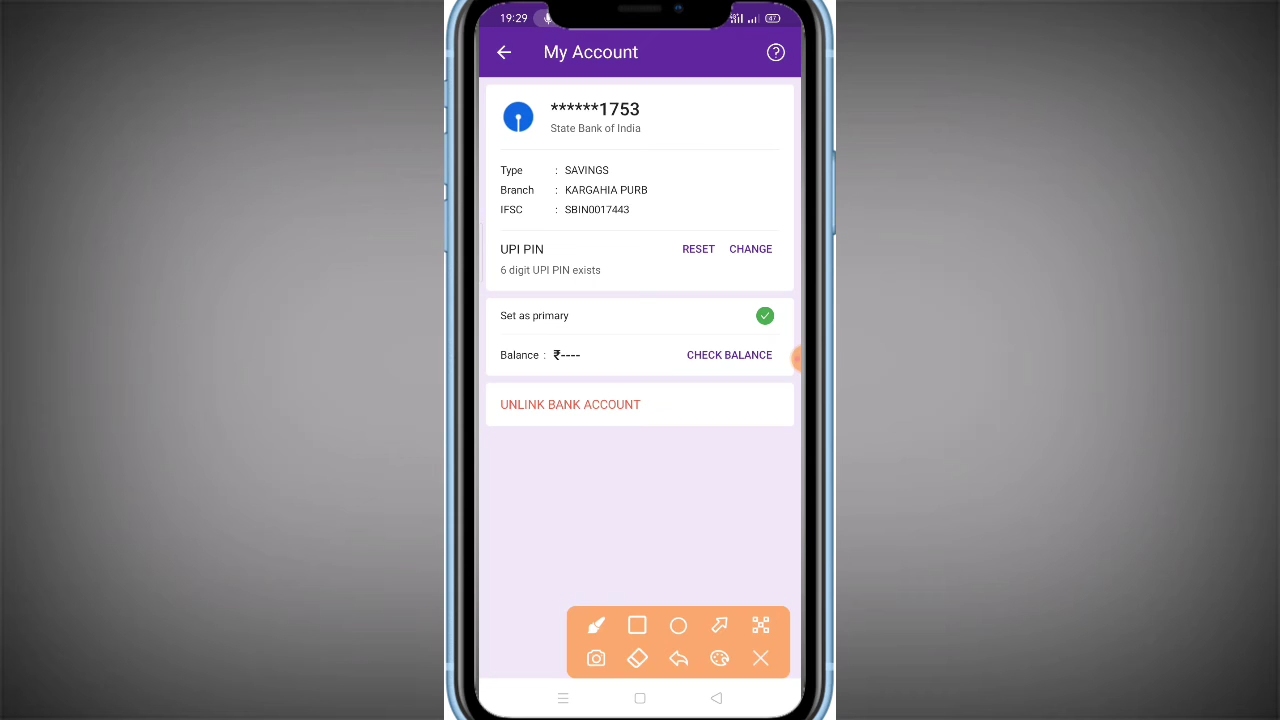 19:29
47
My Account
******1753
State Bank of India
Type : SAVINGS
Branch : KARGAHIA PURB
IFSC : SBIN0017443
UPI PIN RESET CHANGE
6 digit UPI PIN exists
Set as primary
Balance : ₹---- CHECK BALANCE
UNLINK BANK ACCOUNT